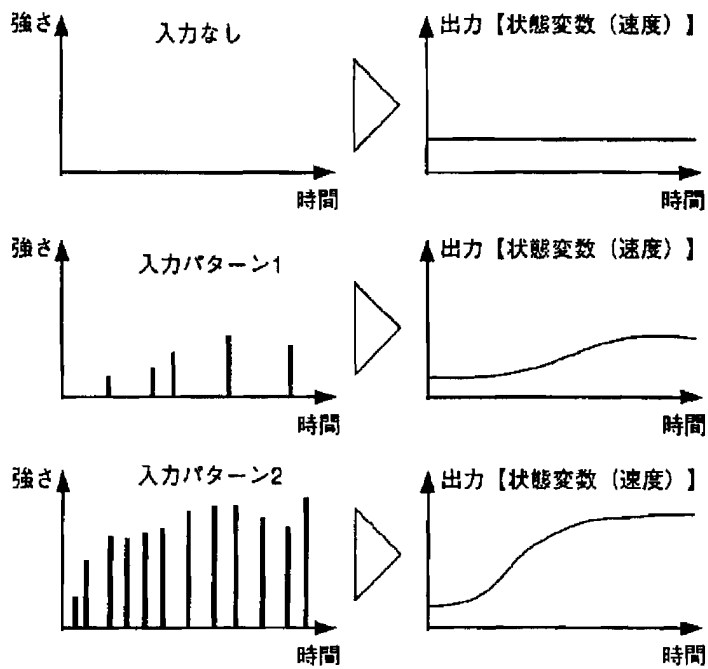 強さ
入力なし
時間
出力【状態変数（速度）】
時間
強さ
入力パターン1
時間
出力【状態変数（速度）】
時間
強さ
入力パターン2
時間
出力【状態変数（速度）】
時間